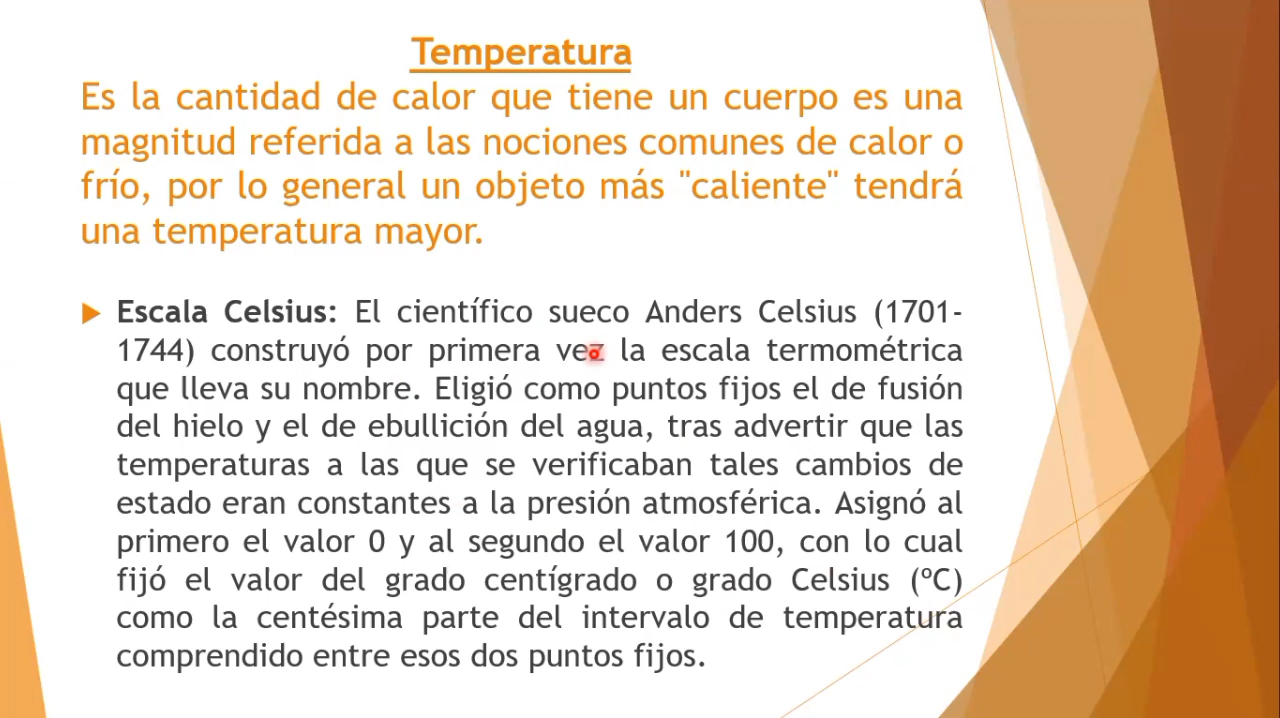 Temperatura
Es la cantidad de calor que tiene un cuerpo es una
magnitud referida a las nociones comunes de calor o
frío, por lo general un objeto más "caliente" tendrá
una temperatura mayor.
Escala Celsius: El científico sueco Anders Celsius (1701-
1744) construyó por primera vez la escala termométrica
que lleva su nombre. Eligió como puntos fijos el de fusión
del hielo y el de ebullición del agua, tras advertir que las
temperaturas a las que se verificaban tales cambios de
estado eran constantes a la presión atmosférica. Asignó al
primero el valor 0 y al segundo el valor 100, con lo cual
fijó el valor del grado centígrado o grado Celsius (ºC)
como la centésima parte del intervalo de temperatura
comprendido entre esos dos puntos fijos.